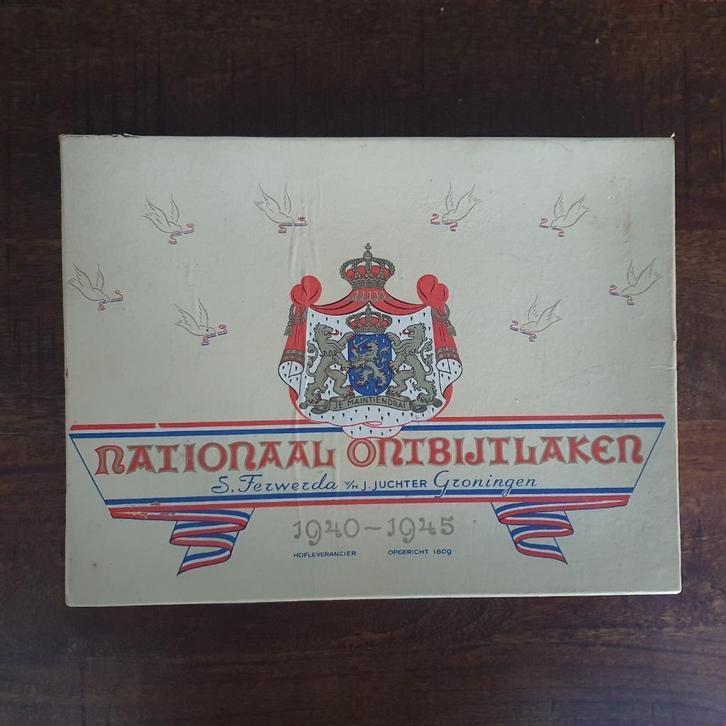 JE MAINTIENDRAI
NATIONAAL ONTBIJTLAKEN
S. Ferwerda V/H J. JUCHTER Groningen
1940-1945
HOFLEVERANCIER OPGERICHT 1809